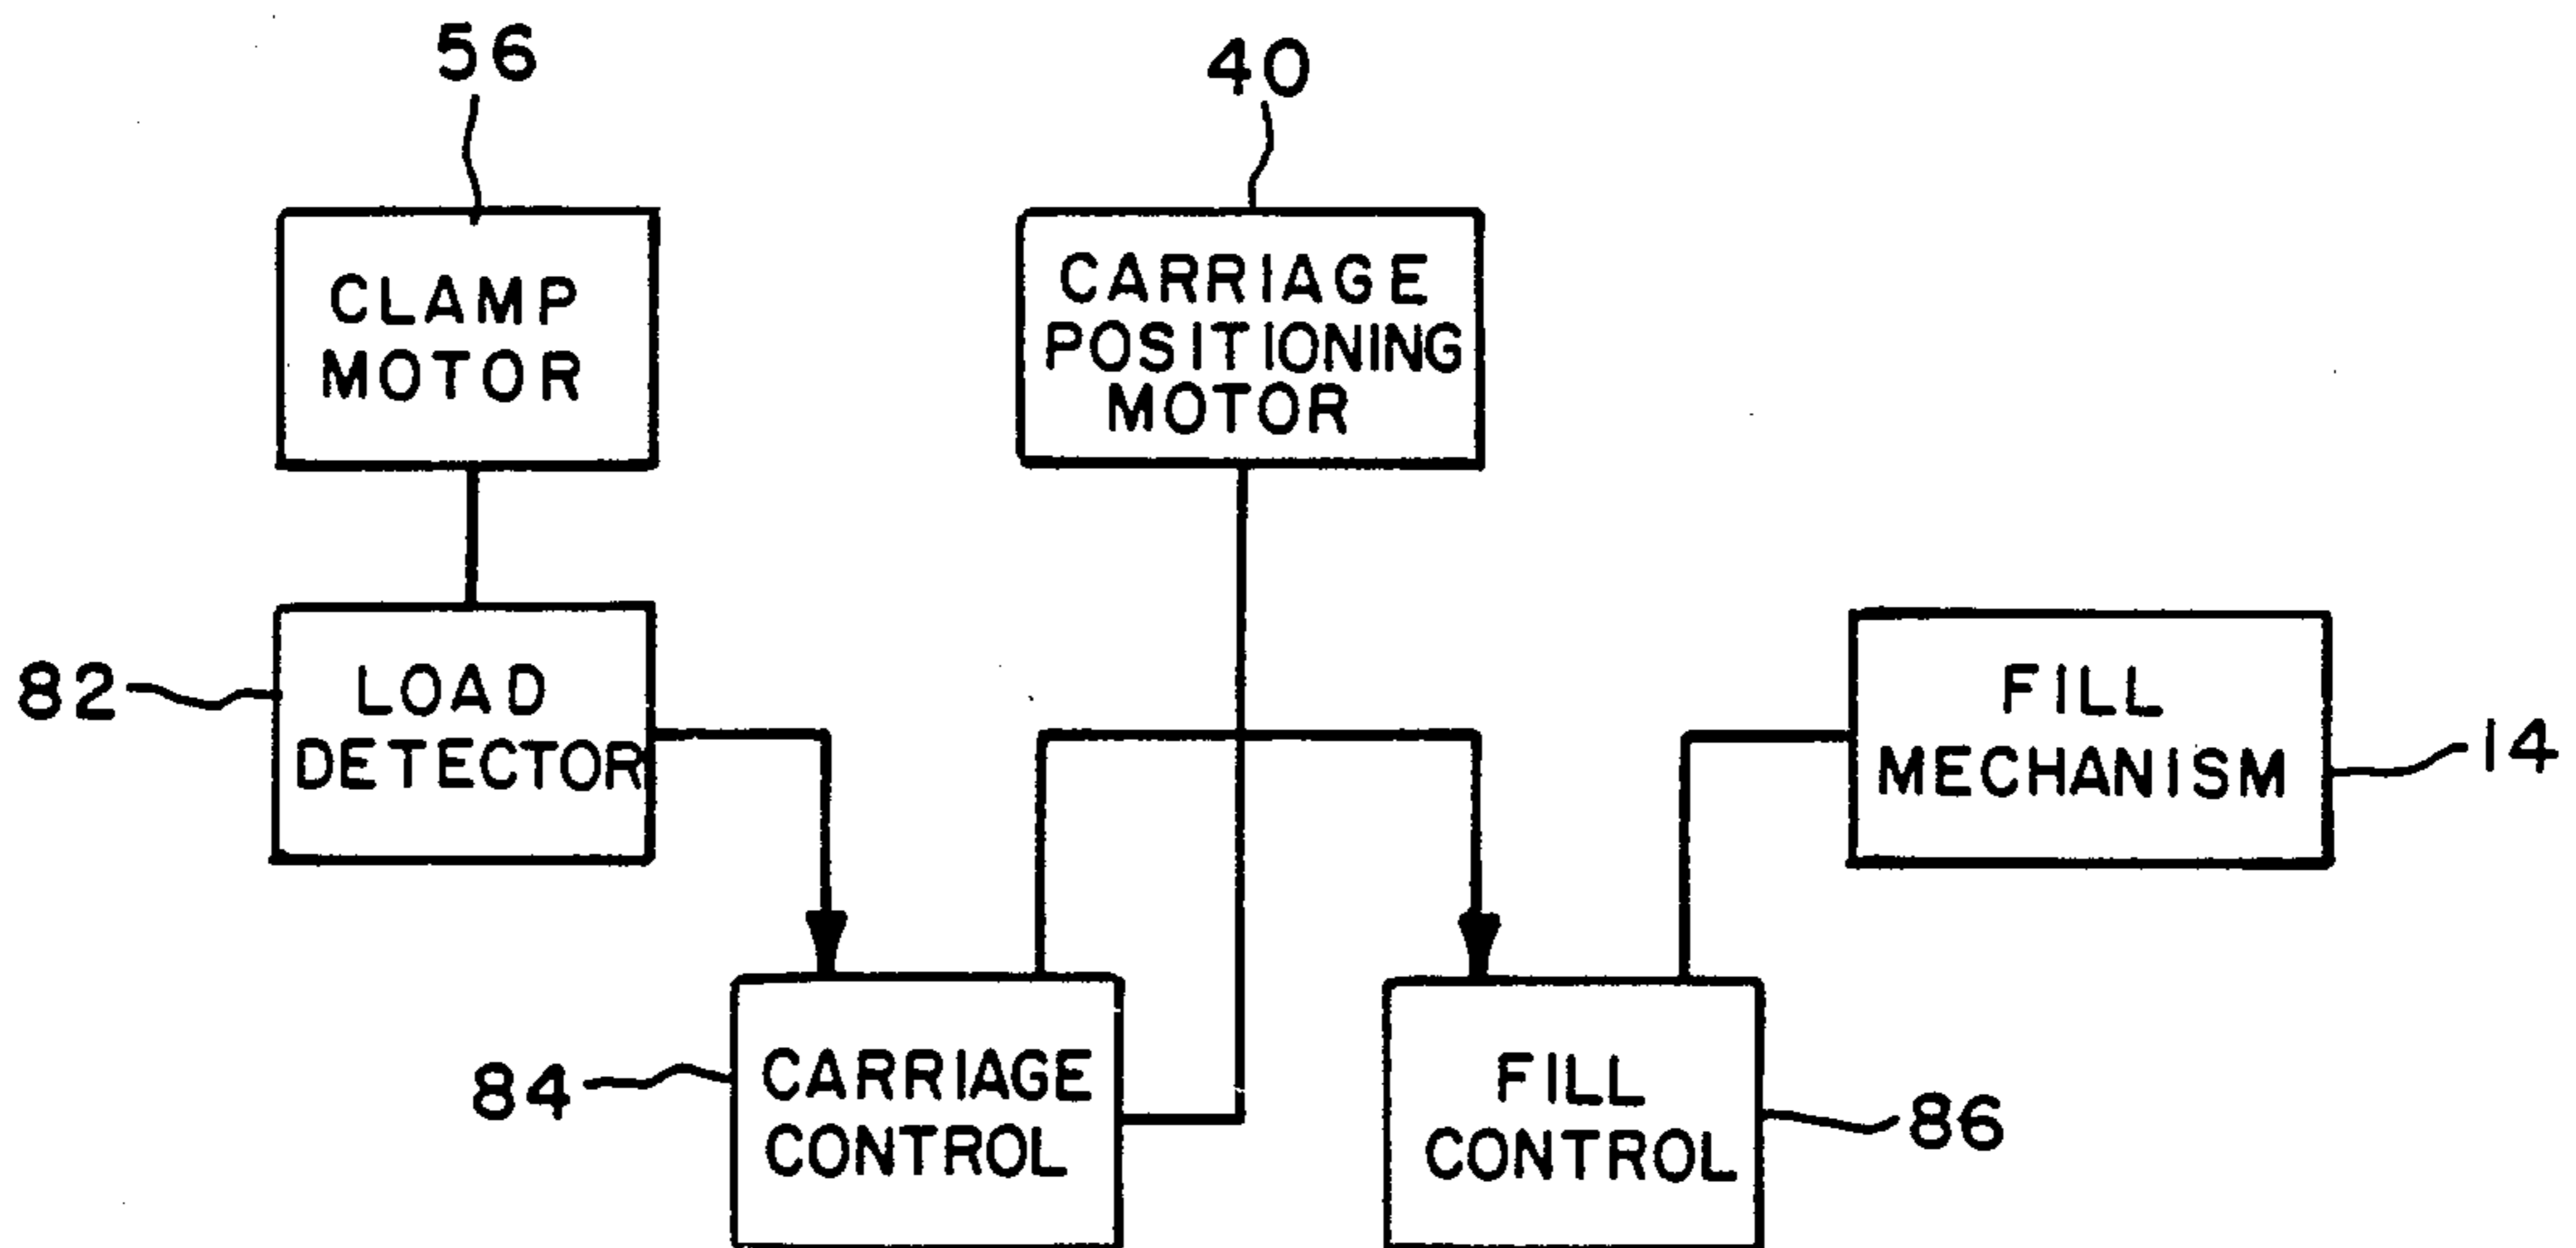 56
40
CLAMP
MOTOR
CARRIAGE
POSITIONING
MOTOR
82
LOAD
DETECTOR
FILL
MECHANISM
14
84
CARRIAGE
CONTROL
FILL
CONTROL
86